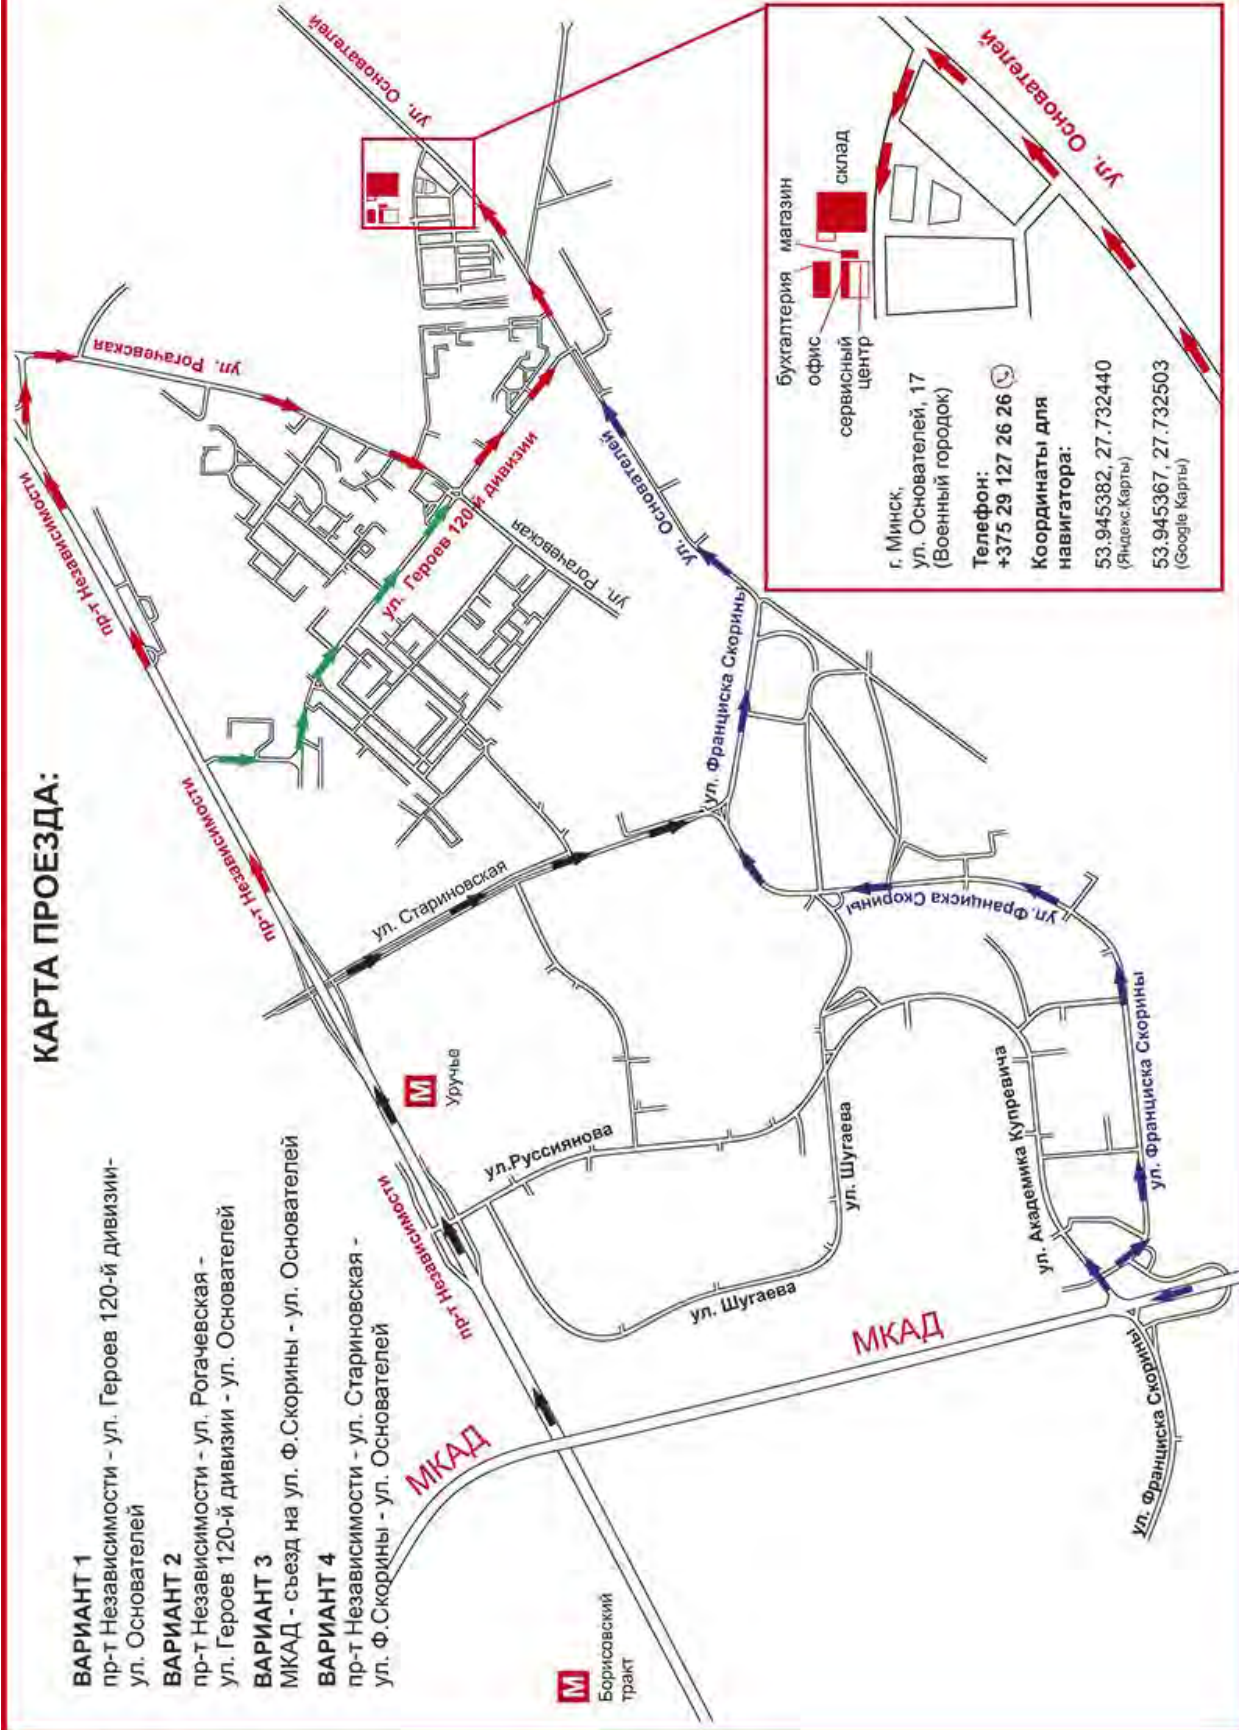 КАРТА ПРОЕЗДА:
ВАРИАНТ 1
пр-т Независимости - ул. Героев 120-й дивизии-
ул. Основателей
ВАРИАНТ 2
пр-т Независимости - ул. Рогачевская -
ул. Героев 120-й дивизии - ул. Основателей
ВАРИАНТ 3
МКАД - съезд на ул. Ф.Скорины - ул. Основателей
ВАРИАНТ 4
пр-т Независимости - ул. Стариновская -
ул. Ф.Скорины - ул. Основателей
М
Борисовский
тракт
МКАД
МКАД
пр-т Независимости
пр-т Независимости
пр-т Независимости
М
Уручье
ул.Руссиянова
ул. Шугаева
ул. Шугаева
ул. Академика Купревича
ул. Франциска Скорины
ул. Франциска Скорины
ул.Франциска Скорины
ул. Франциска Скорины
ул. Стариновская
пр-т Независимости
ул. Рогачевская
ул. Рогачевская
ул. Героев 120-й дивизии
ул. Основателей
ул. Основателей
бухгалтерия
магазин
офис
склад
сервисный
центр
ул. Основателей
г. Минск,
ул. Основателей, 17
(Военный городок)
Телефон:
+375 29 127 26 26
Координаты для
навигатора:
53.945382, 27.732440
(Яндекс.Карты)
53.945367, 27.732503
(Google Карты)